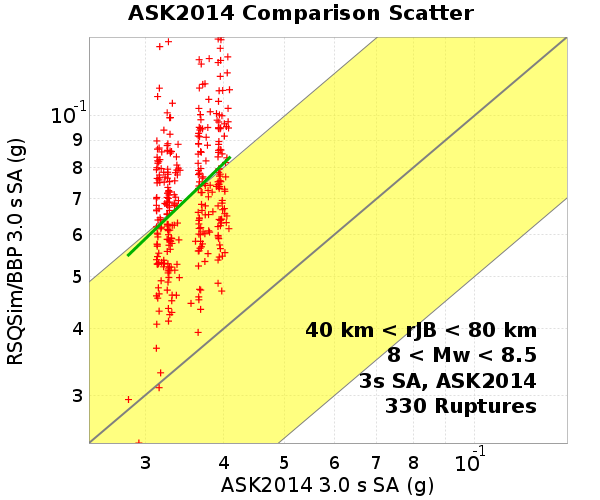 ASK2014 Comparison Scatter
RSQSim/BBP 3.0 s SA (g)
10⁻¹
9
8
7
6
5
4
3
40 km < rJB < 80 km
8 < Mw < 8.5
3s SA, ASK2014
330 Ruptures
3 4 5 6 7 8 10⁻¹
ASK2014 3.0 s SA (g)